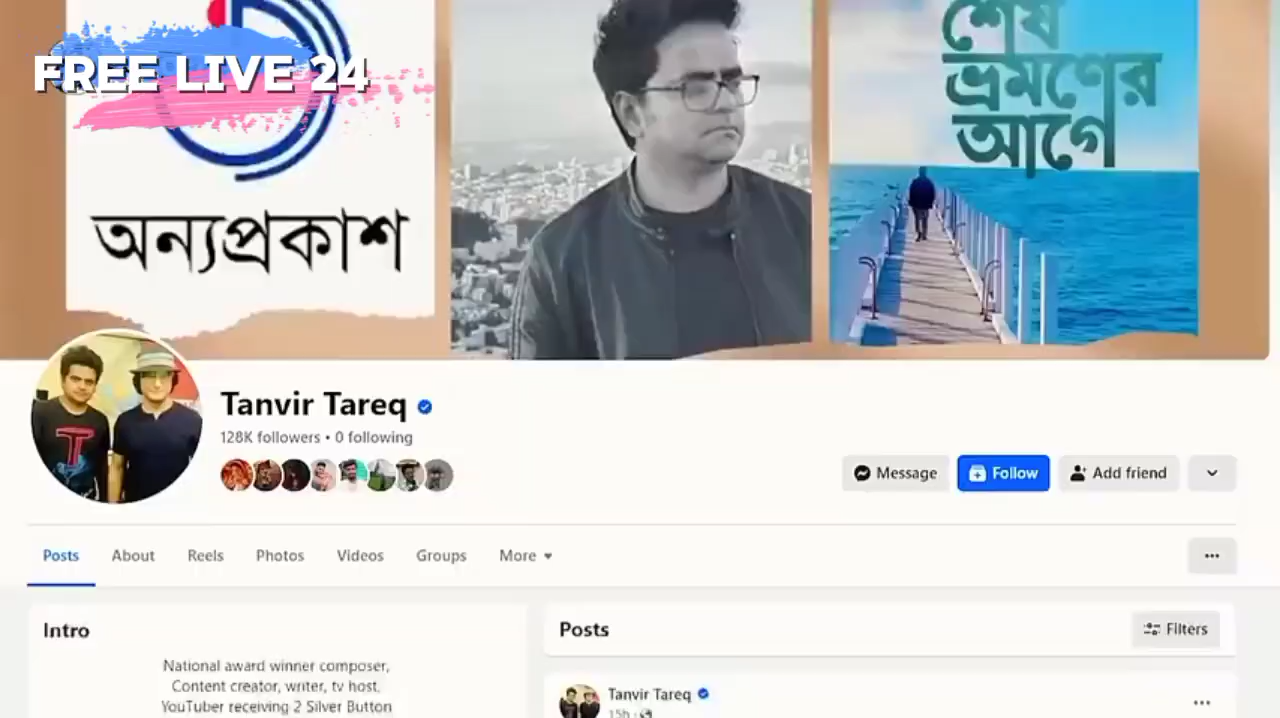 FREE LIVE 24
অন্যপ্রকাশ
শেষ
ভ্রমণের
আগে
Tanvir Tareq
128K followers • 0 following
Message
Follow
Add friend
Posts
About
Reels
Photos
Videos
Groups
More
Intro
National award winner composer,
Content creator, writer, tv host,
YouTuber receiving 2 Silver Button
Posts
Filters
Tanvir Tareq
15h